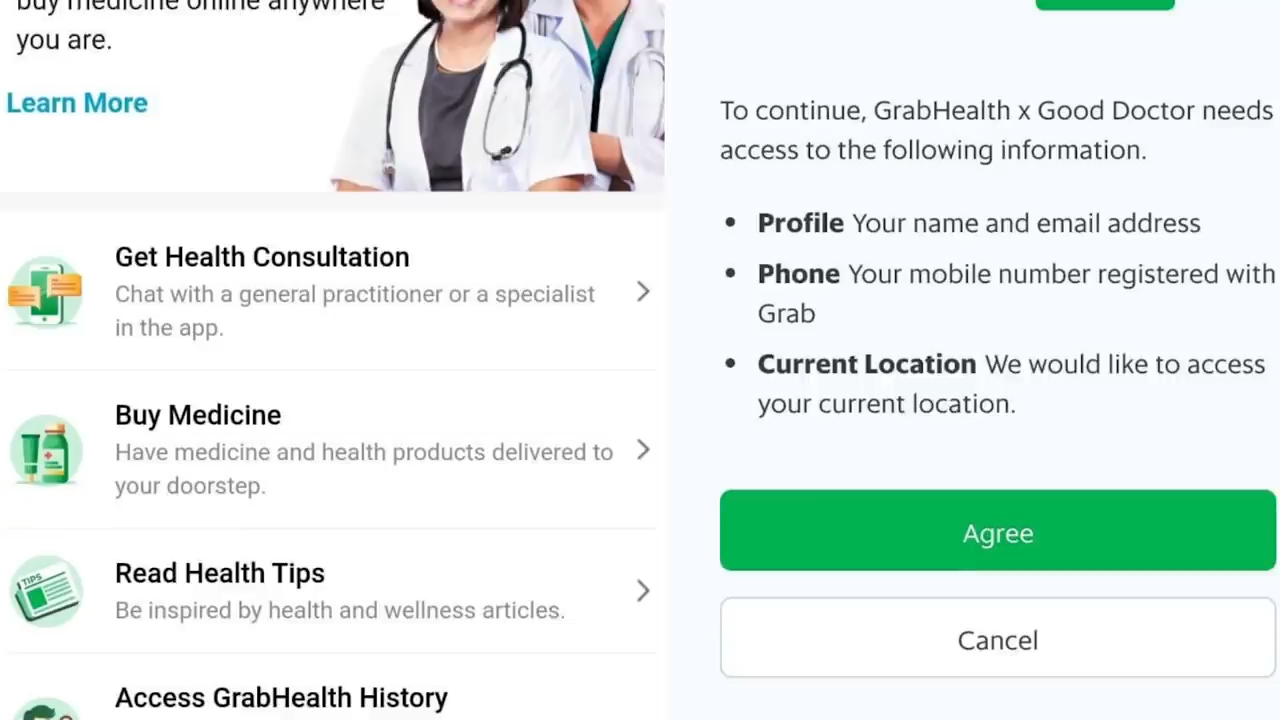 buy medicine online anywhere
you are.
Learn More
Get Health Consultation
Chat with a general practitioner or a specialist
in the app.
Buy Medicine
Have medicine and health products delivered to
your doorstep.
TIPS
Read Health Tips
Be inspired by health and wellness articles.
Access GrabHealth History
To continue, GrabHealth x Good Doctor needs
access to the following information.
• Profile Your name and email address
• Phone Your mobile number registered with
Grab
• Current Location We would like to access
your current location.
Agree
Cancel